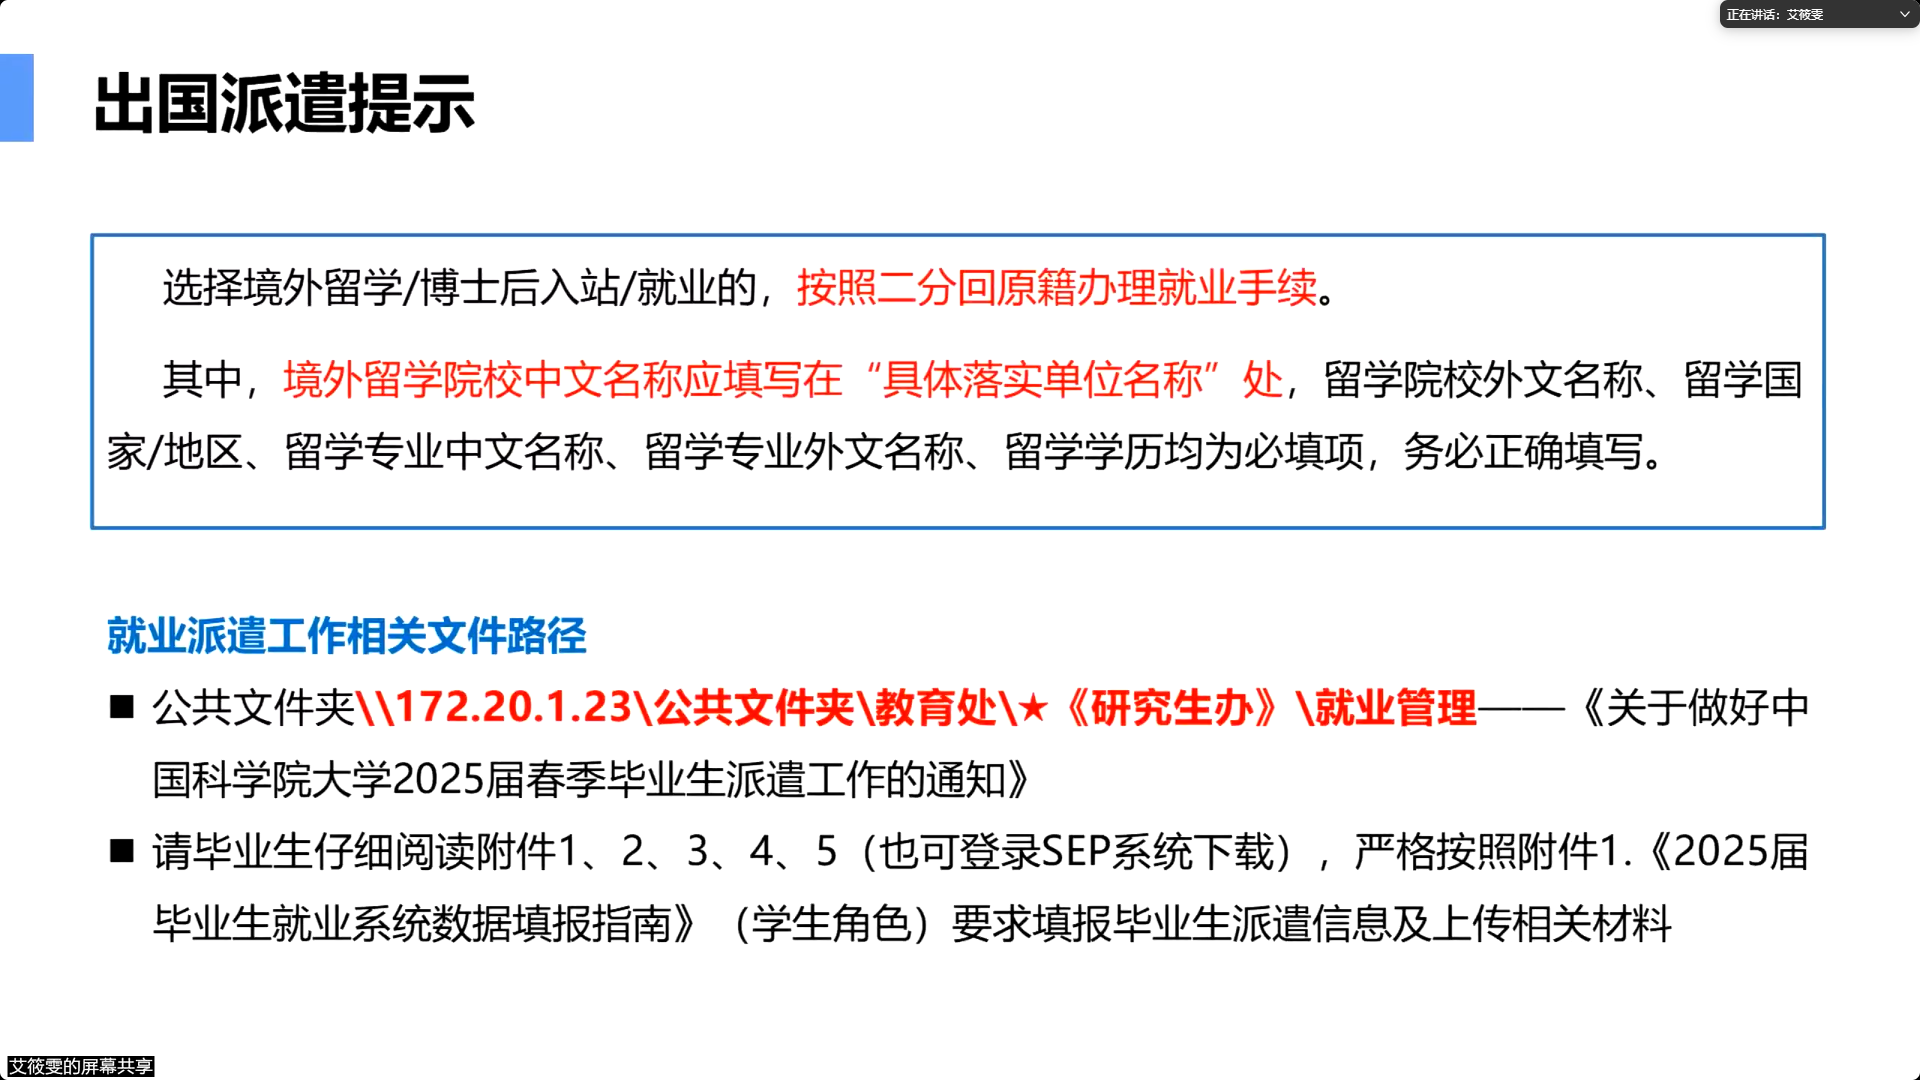 正在讲话：艾筱雯
出国派遣提示
选择境外留学/博士后入站/就业的，按照二分回原籍办理就业手续。
其中，境外留学院校中文名称应填写在“具体落实单位名称”处，留学院校外文名称、留学国
家/地区、留学专业中文名称、留学专业外文名称、留学学历均为必填项，务必正确填写。
就业派遣工作相关文件路径
■ 公共文件夹\\172.20.1.23\公共文件夹\教育处\★《研究生办》\就业管理——《关于做好中
国科学院大学2025届春季毕业生派遣工作的通知》
■ 请毕业生仔细阅读附件1、2、3、4、5（也可登录SEP系统下载），严格按照附件1.《2025届
毕业生就业系统数据填报指南》（学生角色）要求填报毕业生派遣信息及上传相关材料
艾筱雯的屏幕共享